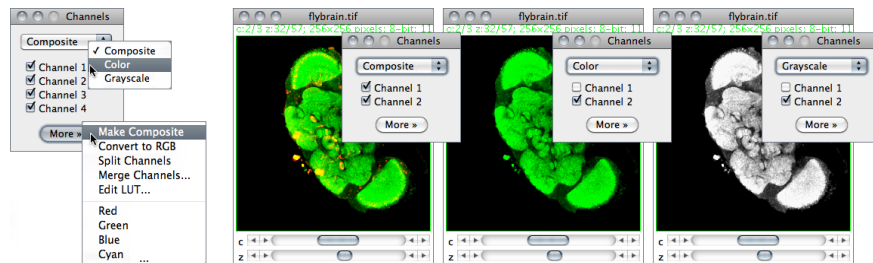 Channels
Composite
✓ Composite
Color
Grayscale
Channel 1
Channel 2
Channel 3
Channel 4
More »
Make Composite
Convert to RGB
Split Channels
Merge Channels...
Edit LUT...
Red
Green
Blue
Cyan
...
flybrain.tif
c:2/3 z:32/57; 256x256 pixels; 8-bit; 11
Channels
Composite
Channel 1
Channel 2
More »
c
z
flybrain.tif
c:2/3 z:32/57; 256x256 pixels; 8-bit; 11
Channels
Color
Channel 1
Channel 2
More »
c
z
flybrain.tif
c:2/3 z:32/57; 256x256 pixels; 8-bit; 11
Channels
Grayscale
Channel 1
Channel 2
More »
c
z